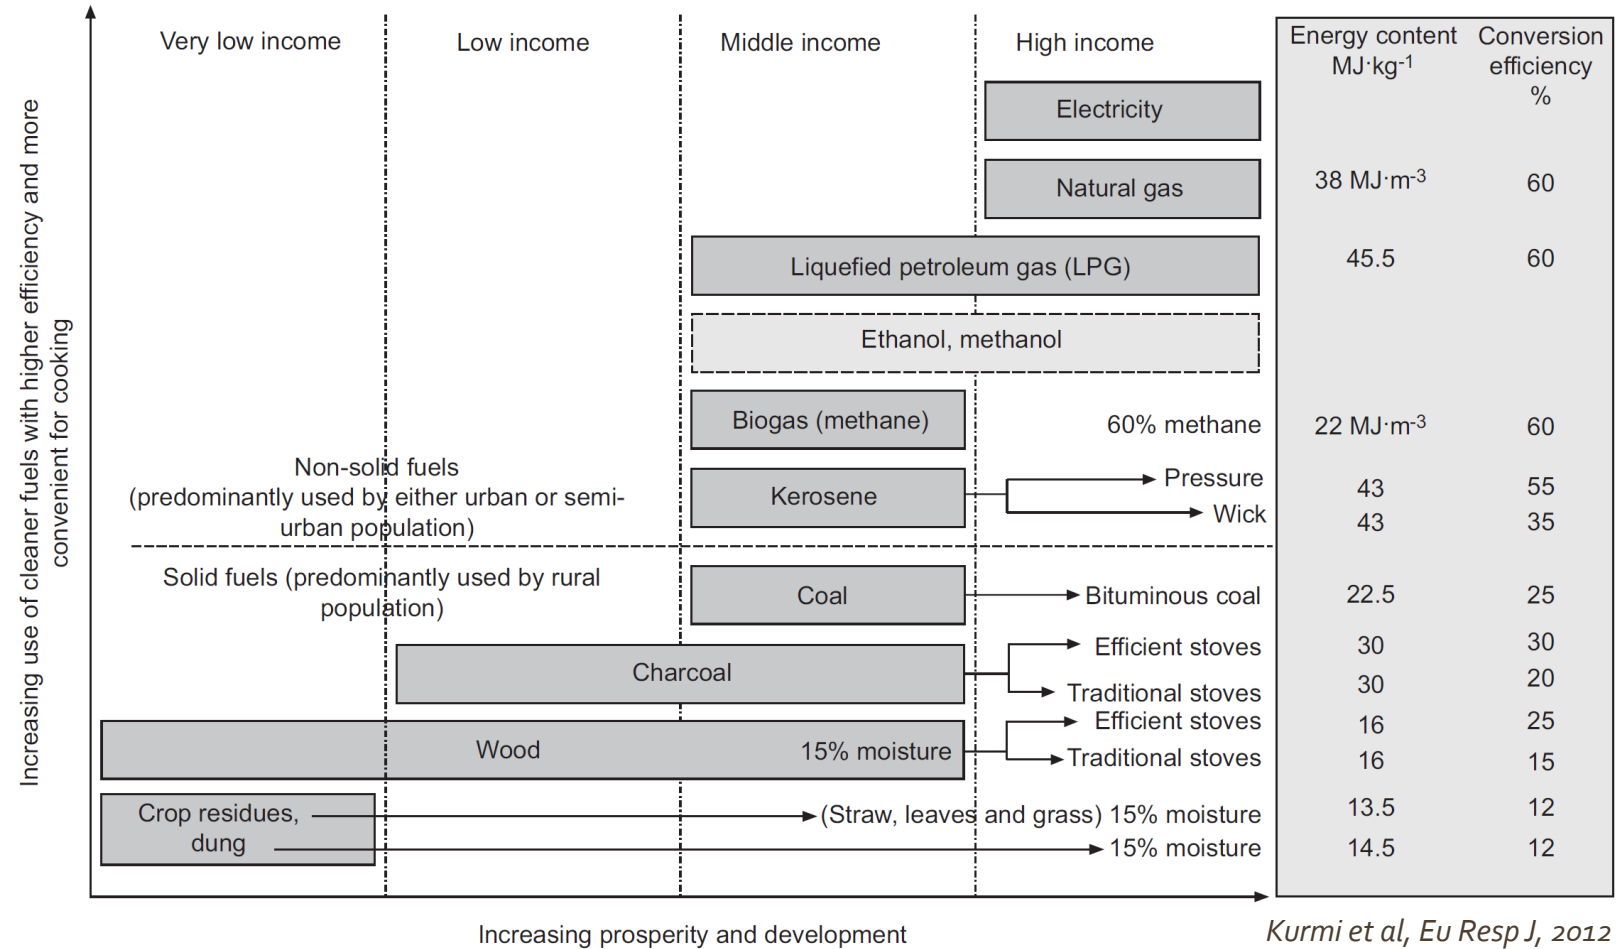 Very low income
Low income
Middle income
High income
Energy content
MJ·kg-1
Conversion
efficiency
%
Increasing use of cleaner fuels with higher efficiency and more
convenient for cooking
Electricity
Natural gas
38 MJ·m-3
60
Liquefied petroleum gas (LPG)
45.5
60
Ethanol, methanol
Biogas (methane)
60% methane
22 MJ·m-3
60
Non-solid fuels
(predominantly used by either urban or semi-
urban population)
Kerosene
Pressure
43
55
Wick
43
35
Solid fuels (predominantly used by rural
population)
Coal
Bituminous coal
22.5
25
Charcoal
Efficient stoves
30
30
Traditional stoves
30
20
Wood
15% moisture
Efficient stoves
16
25
Traditional stoves
16
15
Crop residues,
dung
(Straw, leaves and grass) 15% moisture
13.5
12
15% moisture
14.5
12
Increasing prosperity and development
Kurmi et al, Eu Resp J, 2012